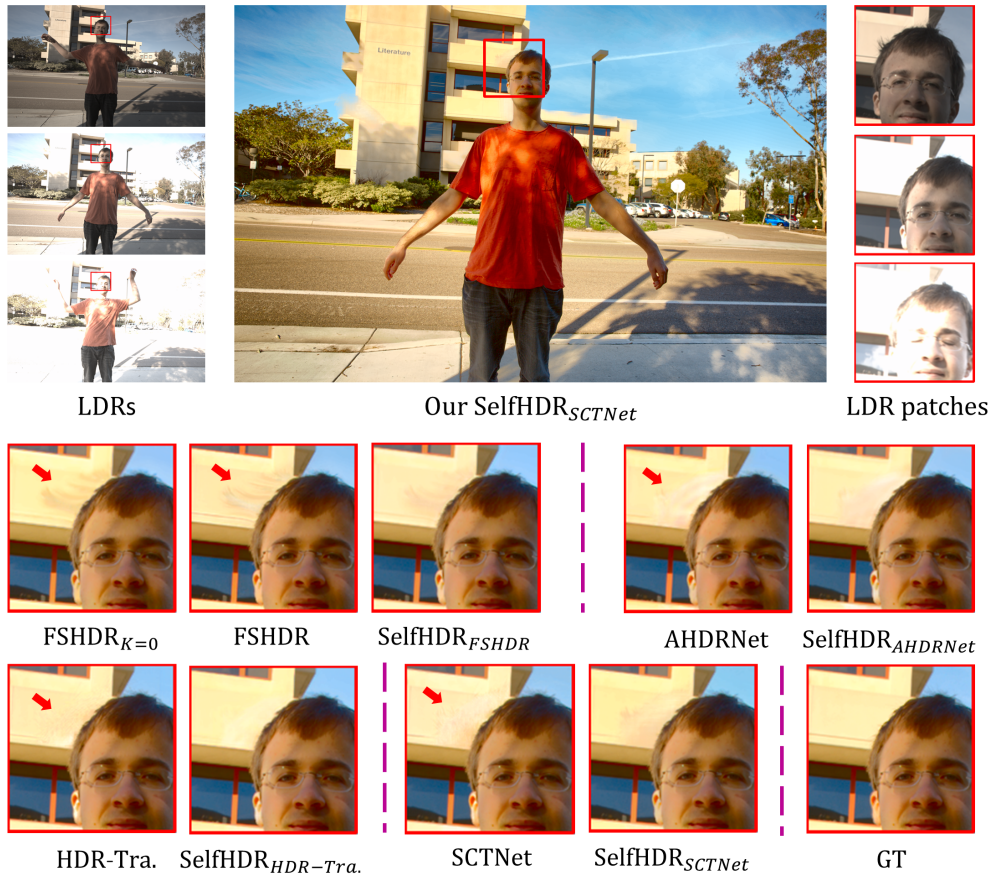 Literature
LDRs
Our SelfHDR_SCTNet
LDR patches
FSHDR_K=0
FSHDR
SelfHDR_FSHDR
AHDRNet
SelfHDR_AHDRNet
HDR-Tra.
SelfHDR_HDR−Tra.
SCTNet
SelfHDR_SCTNet
GT